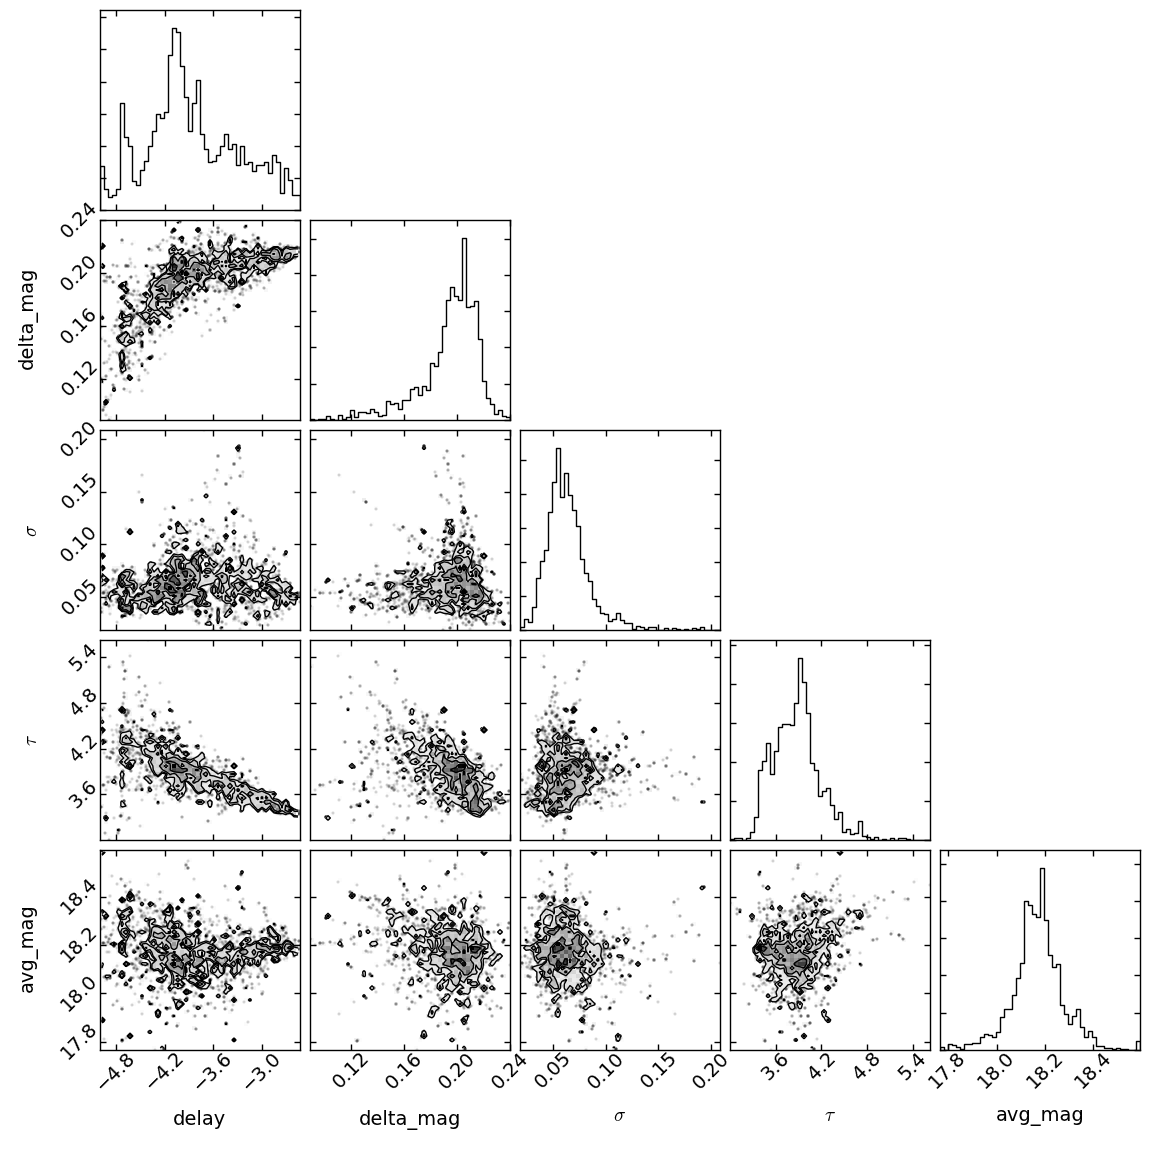 0.24
0.20
0.16
0.12
delta_mag
0.20
0.15
0.10
0.05
σ
5.4
4.8
4.2
3.6
τ
18.4
18.2
18.0
17.8
avg_mag
−4.8 −4.2 −3.6 −3.0
0.12 0.16 0.20 0.24
0.05 0.10 0.15 0.20
3.6 4.2 4.8 5.4
17.8 18.0 18.2 18.4
delay delta_mag σ τ avg_mag